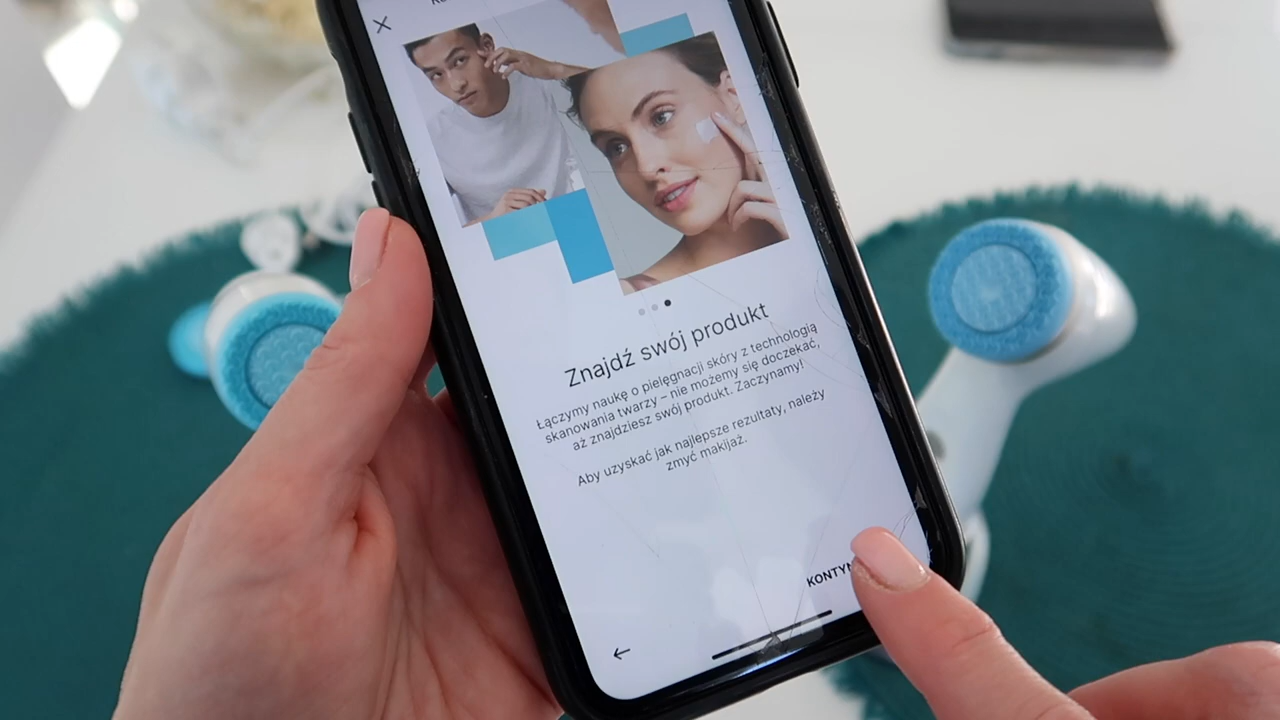 Znajdź swój produkt
Łączymy naukę o pielęgnacji skóry z technologią
skanowania twarzy – nie możemy się doczekać,
aż znajdziesz swój produkt. Zaczynamy!
Aby uzyskać jak najlepsze rezultaty, należy
zmyć makijaż.